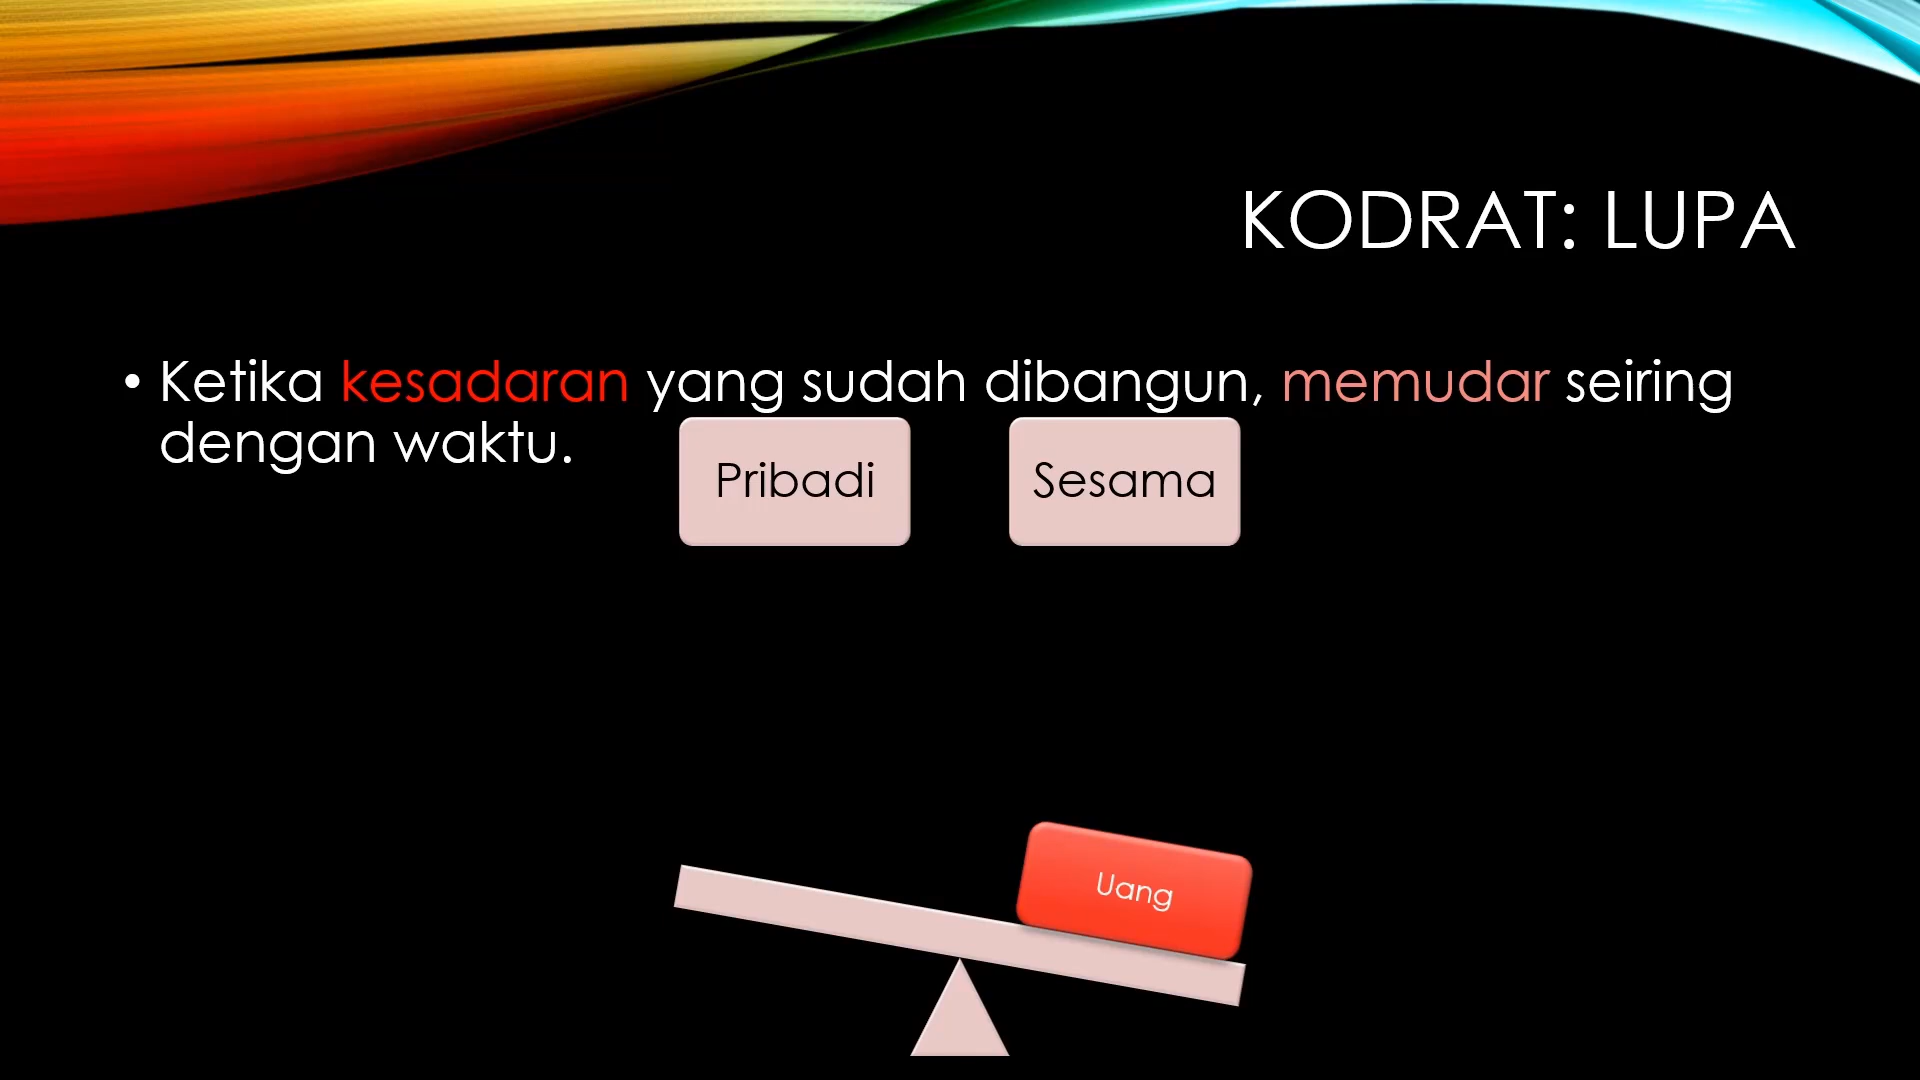 KODRAT: LUPA
• Ketika kesadaran yang sudah dibangun, memudar seiring
dengan waktu.
Pribadi
Sesama
Uang